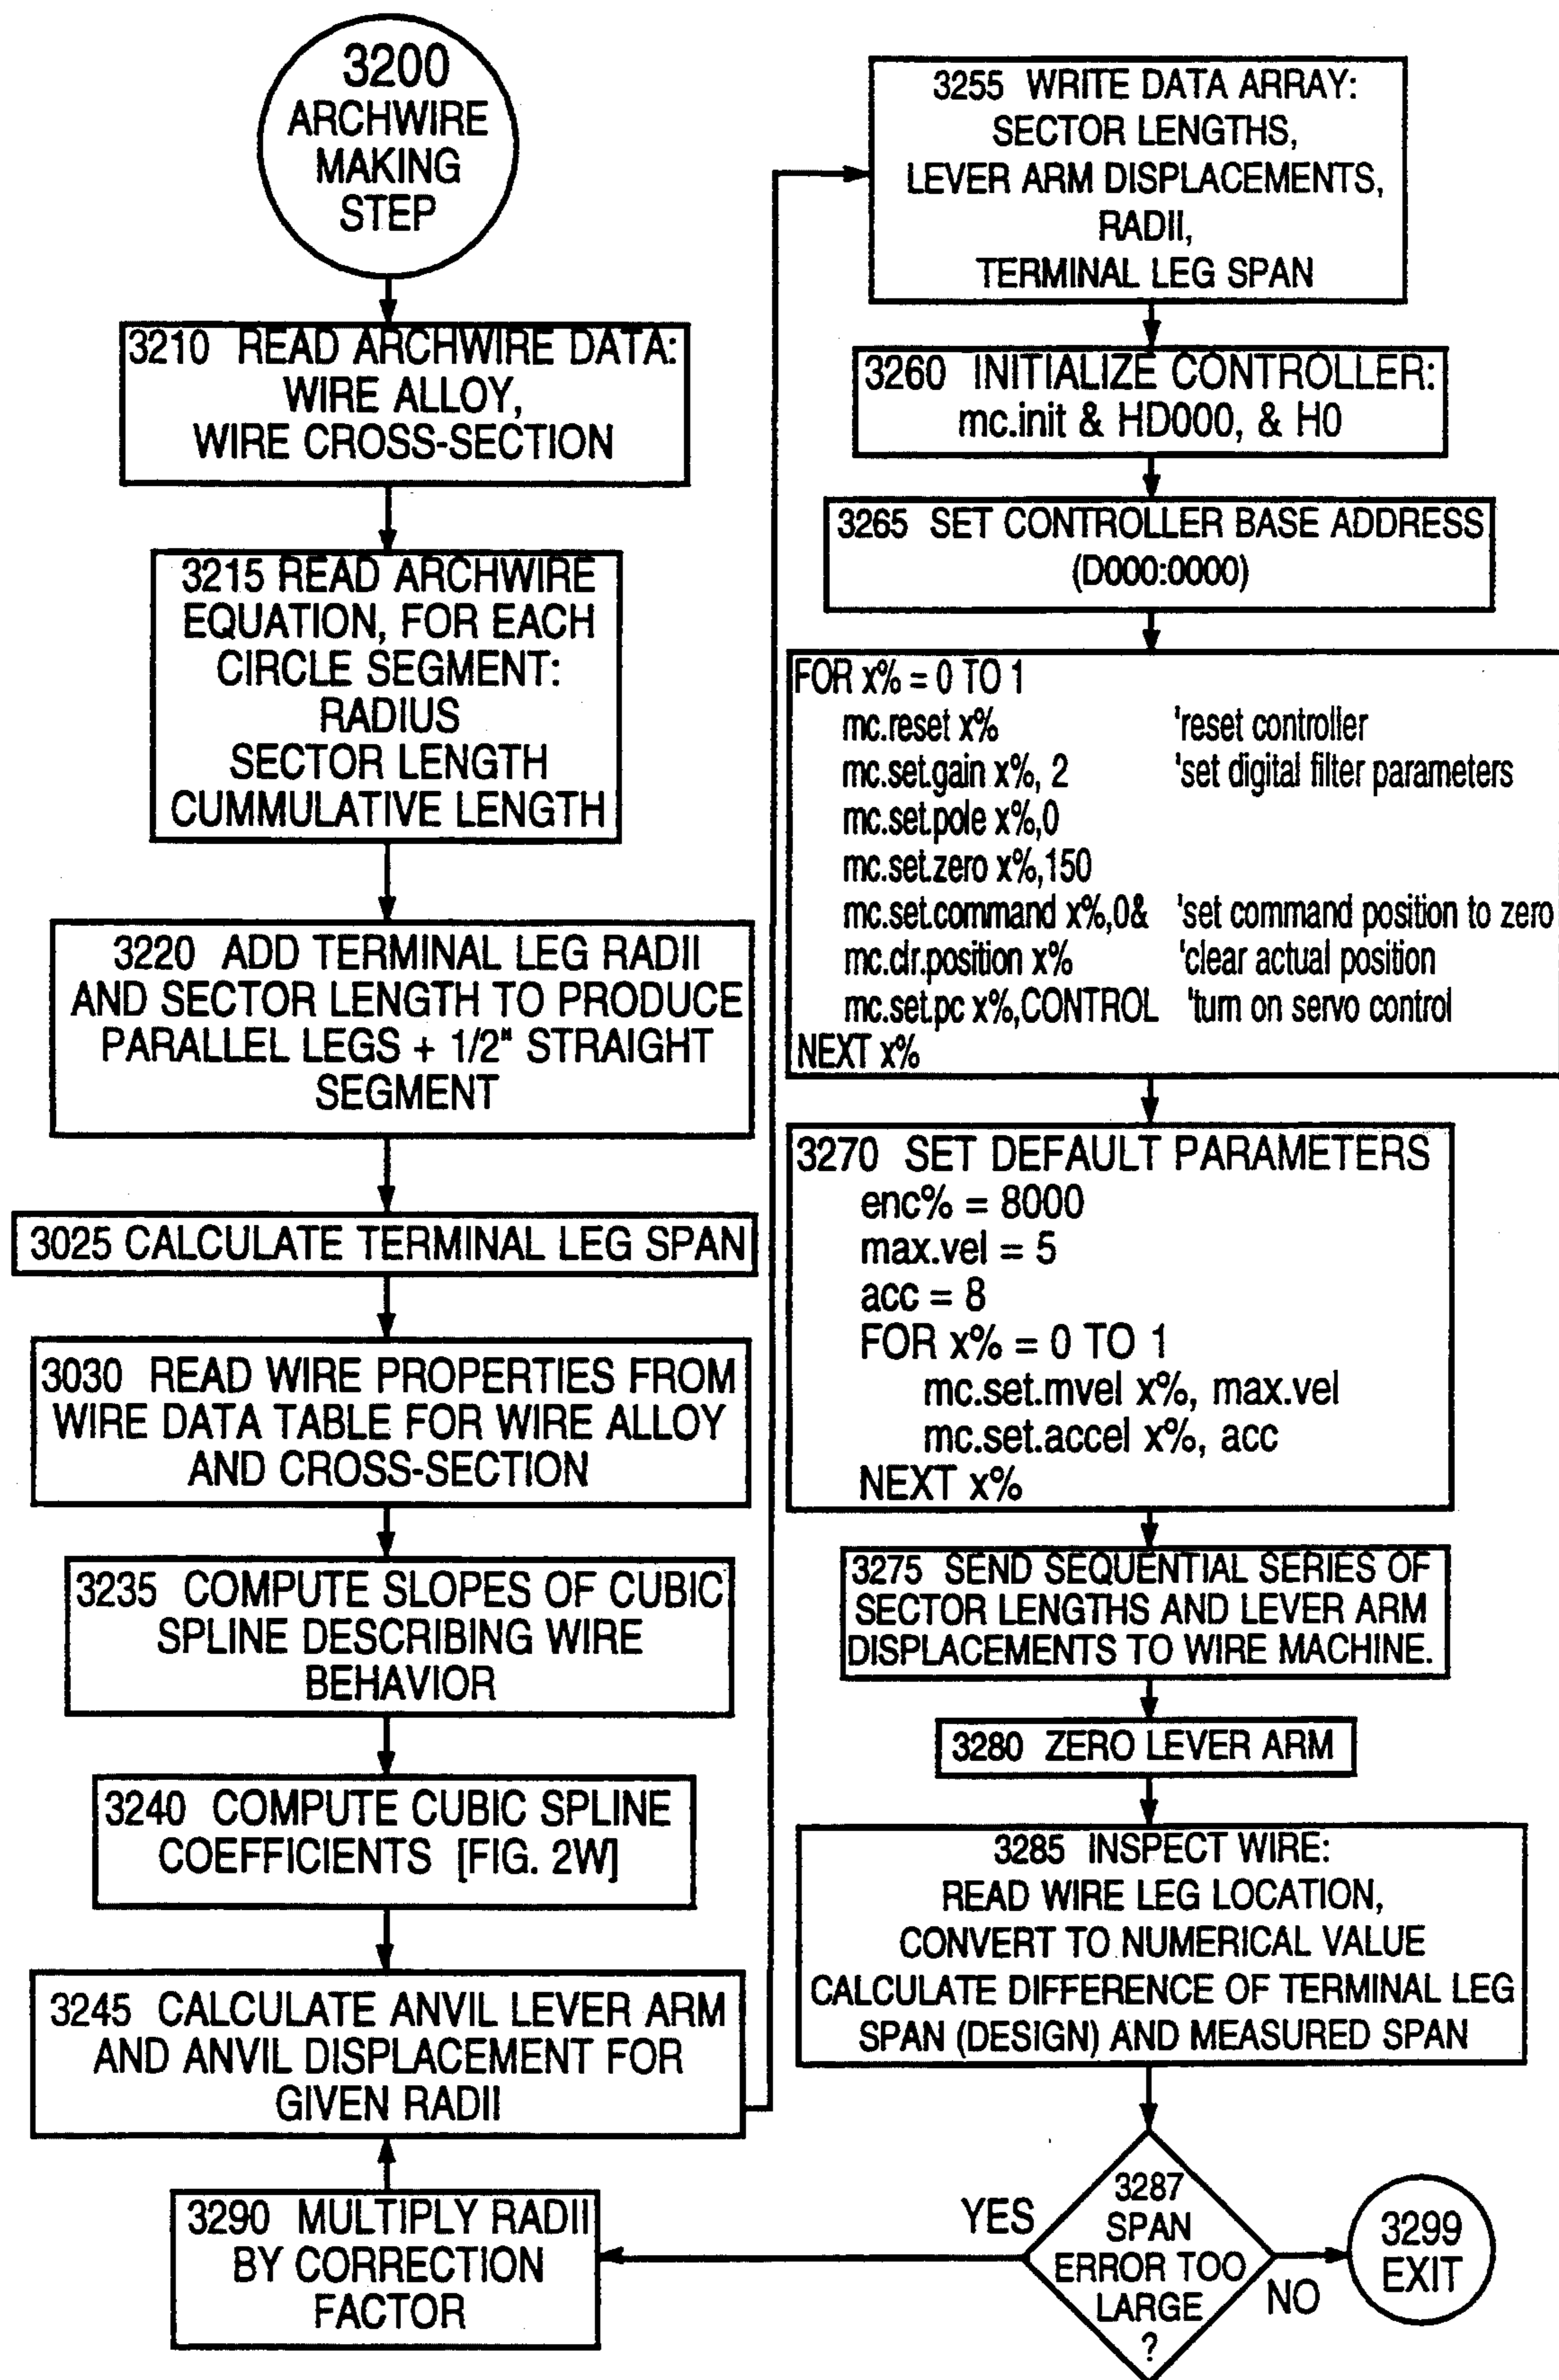 3200
ARCHWIRE
MAKING
STEP
3210 READ ARCHWIRE DATA:
WIRE ALLOY,
WIRE CROSS-SECTION
3215 READ ARCHWIRE
EQUATION, FOR EACH
CIRCLE SEGMENT:
RADIUS
SECTOR LENGTH
CUMMULATIVE LENGTH
3220 ADD TERMINAL LEG RADII
AND SECTOR LENGTH TO PRODUCE
PARALLEL LEGS + 1/2" STRAIGHT
SEGMENT
3025 CALCULATE TERMINAL LEG SPAN
3030 READ WIRE PROPERTIES FROM
WIRE DATA TABLE FOR WIRE ALLOY
AND CROSS-SECTION
3235 COMPUTE SLOPES OF CUBIC
SPLINE DESCRIBING WIRE
BEHAVIOR
3240 COMPUTE CUBIC SPLINE
COEFFICIENTS [FIG. 2W]
3245 CALCULATE ANVIL LEVER ARM
AND ANVIL DISPLACEMENT FOR
GIVEN RADII
3290 MULTIPLY RADII
BY CORRECTION
FACTOR
3255 WRITE DATA ARRAY:
SECTOR LENGTHS,
LEVER ARM DISPLACEMENTS,
RADII,
TERMINAL LEG SPAN
3260 INITIALIZE CONTROLLER:
mc.init & HD000, & H0
3265 SET CONTROLLER BASE ADDRESS
(D000:0000)
FOR x% = 0 TO 1
mc.reset x% 'reset controller
mc.set.gain x%, 2 'set digital filter parameters
mc.set.pole x%,0
mc.set.zero x%,150
mc.set.command x%,0& 'set command position to zero
mc.clr.position x% 'clear actual position
mc.set.pc x%,CONTROL 'turn on servo control
NEXT x%
3270 SET DEFAULT PARAMETERS
enc% = 8000
max.vel = 5
acc = 8
FOR x% = 0 TO 1
mc.set.mvel x%, max.vel
mc.set.accel x%, acc
NEXT x%
3275 SEND SEQUENTIAL SERIES OF
SECTOR LENGTHS AND LEVER ARM
DISPLACEMENTS TO WIRE MACHINE.
3280 ZERO LEVER ARM
3285 INSPECT WIRE:
READ WIRE LEG LOCATION,
CONVERT TO NUMERICAL VALUE
CALCULATE DIFFERENCE OF TERMINAL LEG
SPAN (DESIGN) AND MEASURED SPAN
3287
SPAN
ERROR TOO
LARGE
?
YES
NO
3299
EXIT